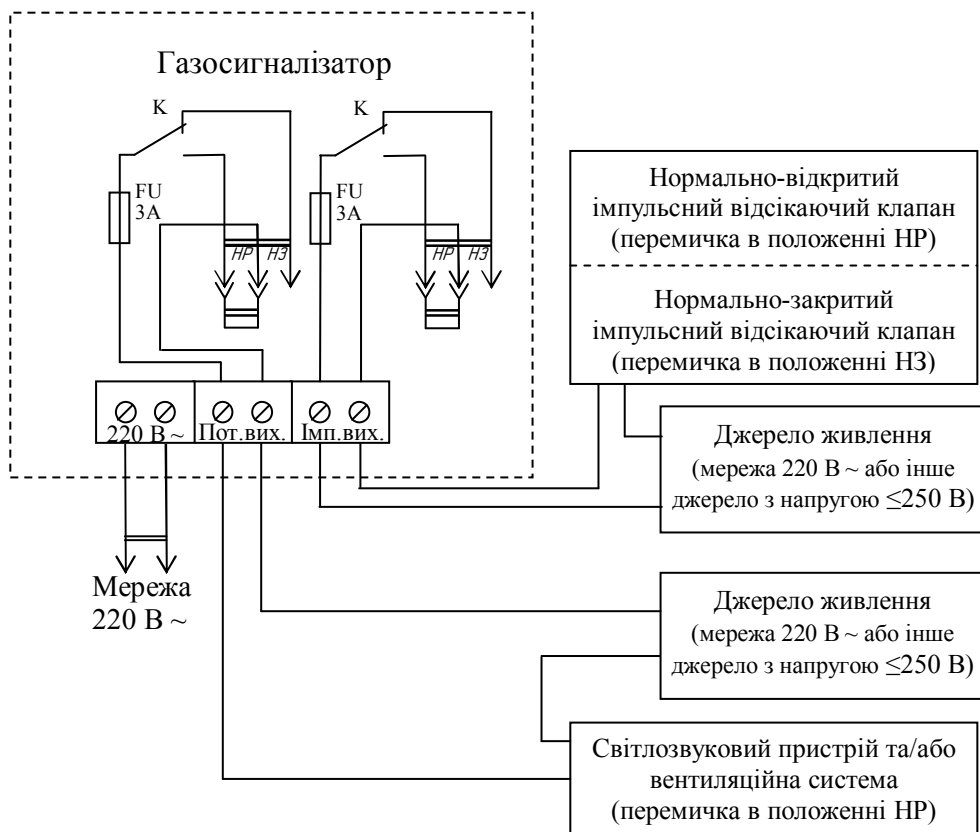 Газосигналізатор
K
K
FU
3А
FU
3А
НР НЗ
НР НЗ
Нормально-відкритий
імпульсний відсікаючий клапан
(перемичка в положенні НР)
Нормально-закритий
імпульсний відсікаючий клапан
(перемичка в положенні НЗ)
220 В ~
Пот.вих.
Імп.вих.
Джерело живлення
(мережа 220 В ~ або інше
джерело з напругою ≤250 В)
Мережа
220 В ~
Джерело живлення
(мережа 220 В ~ або інше
джерело з напругою ≤250 В)
Світлозвуковий пристрій та/або
вентиляційна система
(перемичка в положенні НР)